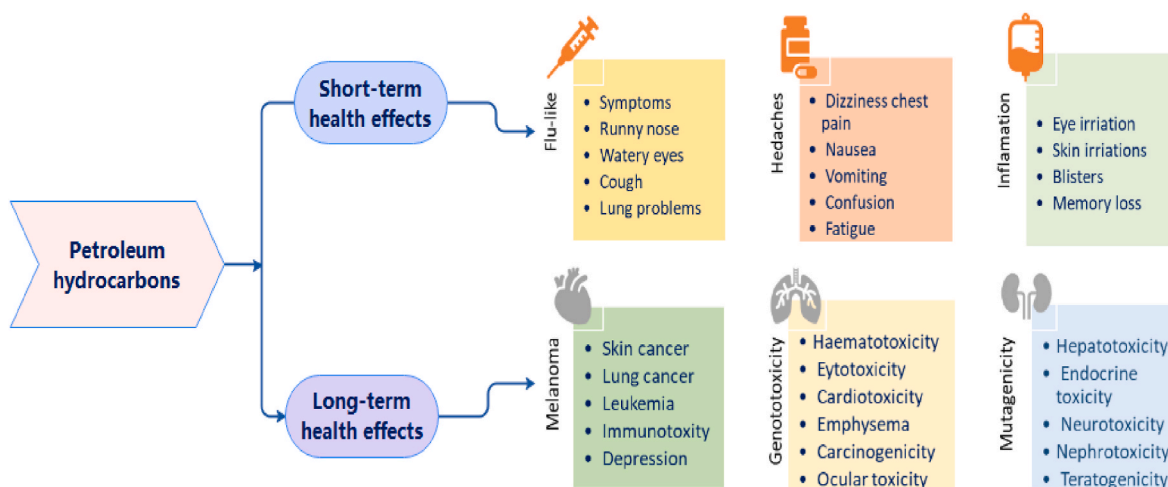 Short-term
health effects
Flu-like
• Symptoms
• Runny nose
• Watery eyes
• Cough
• Lung problems
Hedaches
• Dizziness chest
pain
• Nausea
• Vomiting
• Confusion
• Fatigue
Inflamation
• Eye irriation
• Skin irriations
• Blisters
• Memory loss
Petroleum
hydrocarbons
Long-term
health effects
Melanoma
• Skin cancer
• Lung cancer
• Leukemia
• Immunotoxity
• Depression
Genototoxicity
• Haematotoxicity
• Eytotoxicity
• Cardiotoxicity
• Emphysema
• Carcinogenicity
• Ocular toxicity
Mutagenicity
• Hepatotoxicity
• Endocrine
toxicity
• Neurotoxicity
• Nephrotoxicity
• Teratogenicity